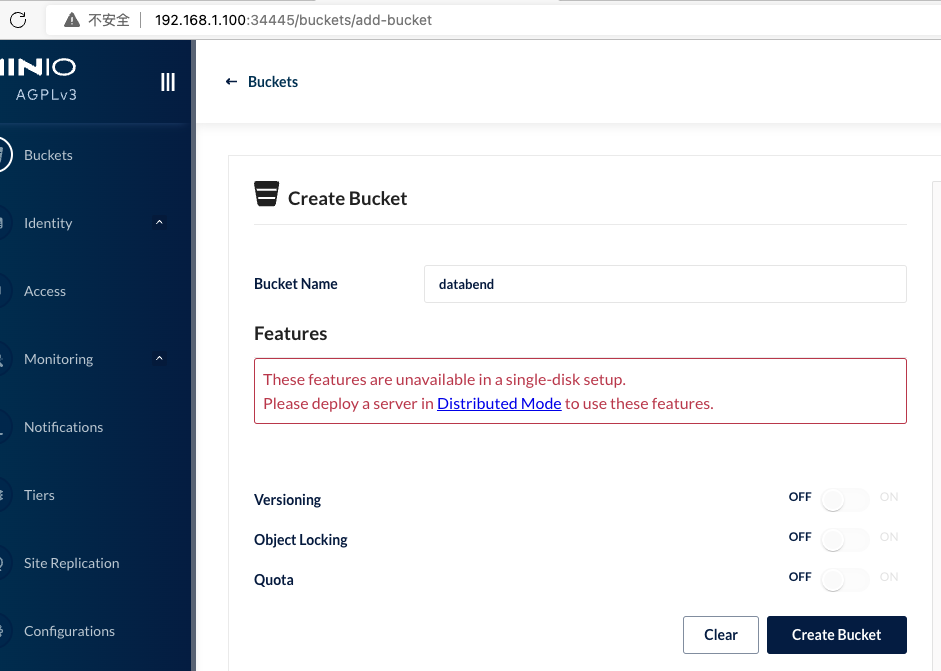 不安全 192.168.1.100:34445/buckets/add-bucket
MINIO
AGPLv3
Buckets
Identity
Access
Monitoring
Notifications
Tiers
Site Replication
Configurations
← Buckets
Create Bucket
Bucket Name databend
Features
These features are unavailable in a single-disk setup.
Please deploy a server in Distributed Mode to use these features.
Versioning OFF ON
Object Locking OFF ON
Quota OFF ON
Clear Create Bucket